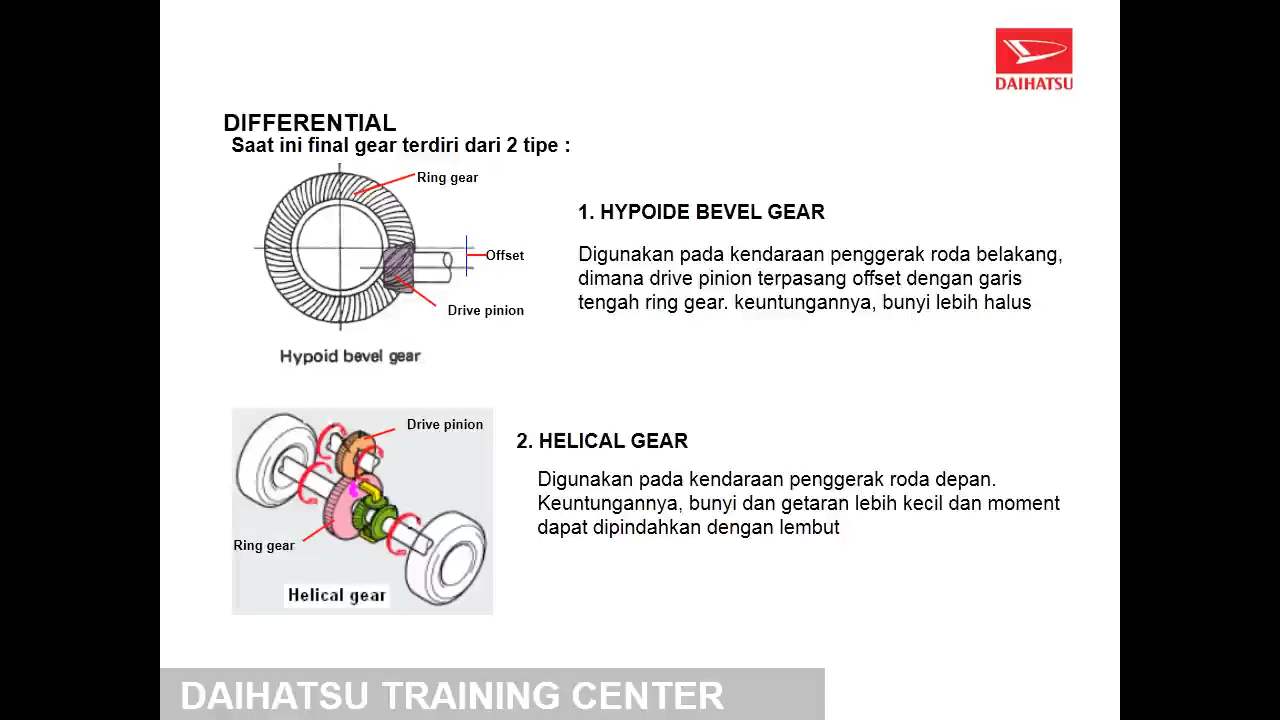 DAIHATSU
DIFFERENTIAL
Saat ini final gear terdiri dari 2 tipe :
Ring gear
Offset
Drive pinion
Hypoid bevel gear
1. HYPOIDE BEVEL GEAR
Digunakan pada kendaraan penggerak roda belakang,
dimana drive pinion terpasang offset dengan garis
tengah ring gear. keuntungannya, bunyi lebih halus
Drive pinion
Ring gear
Helical gear
2. HELICAL GEAR
Digunakan pada kendaraan penggerak roda depan.
Keuntungannya, bunyi dan getaran lebih kecil dan moment
dapat dipindahkan dengan lembut
DAIHATSU TRAINING CENTER